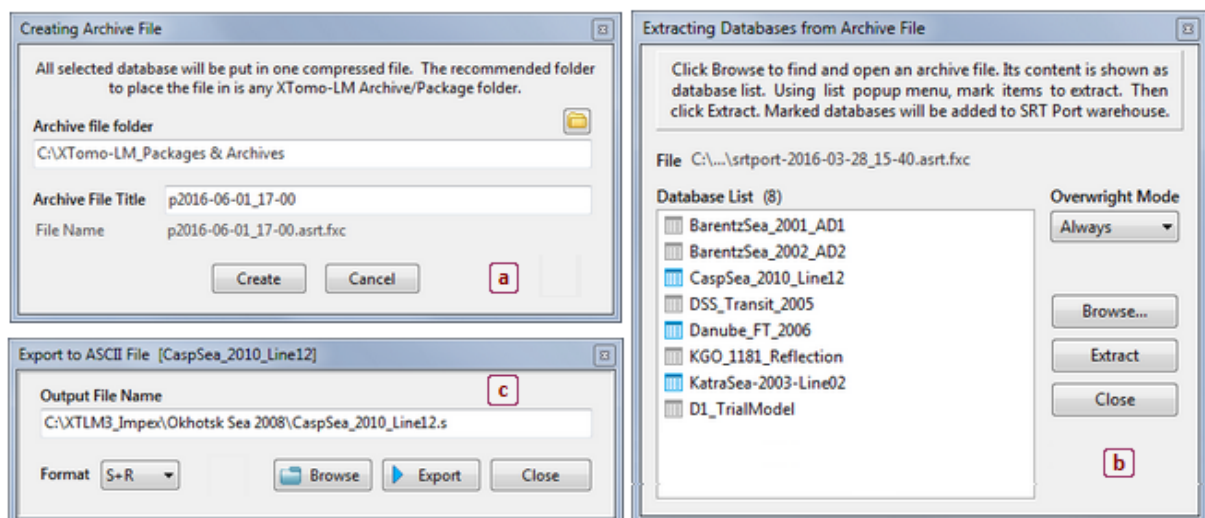 Creating Archive File
All selected database will be put in one compressed file. The recommended folder
to place the file in is any XTomo-LM Archive/Package folder.
Archive file folder
C:\XTomo-LM_Packages & Archives
Archive File Title p2016-06-01_17-00
File Name p2016-06-01_17-00.asrt.fxc
Create Cancel a
Export to ASCII File [CaspSea_2010_Line12]
c
Output File Name
C:\XTLM3_Impex\Okhotsk Sea 2008\CaspSea_2010_Line12.s
Format S+R Browse Export Close
Extracting Databases from Archive File
Click Browse to find and open an archive file. Its content is shown as
database list. Using list popup menu, mark items to extract. Then
click Extract. Marked databases will be added to SRT Port warehouse.
File C:\...\srtport-2016-03-28_15-40.asrt.fxc
Database List (8) Overwright Mode
BarentzSea_2001_AD1 Always
BarentzSea_2002_AD2
CaspSea_2010_Line12
DSS_Transit_2005 Browse...
Danube_FT_2006
KGO_1181_Reflection Extract
KatraSea-2003-Line02
D1_TrialModel Close
b